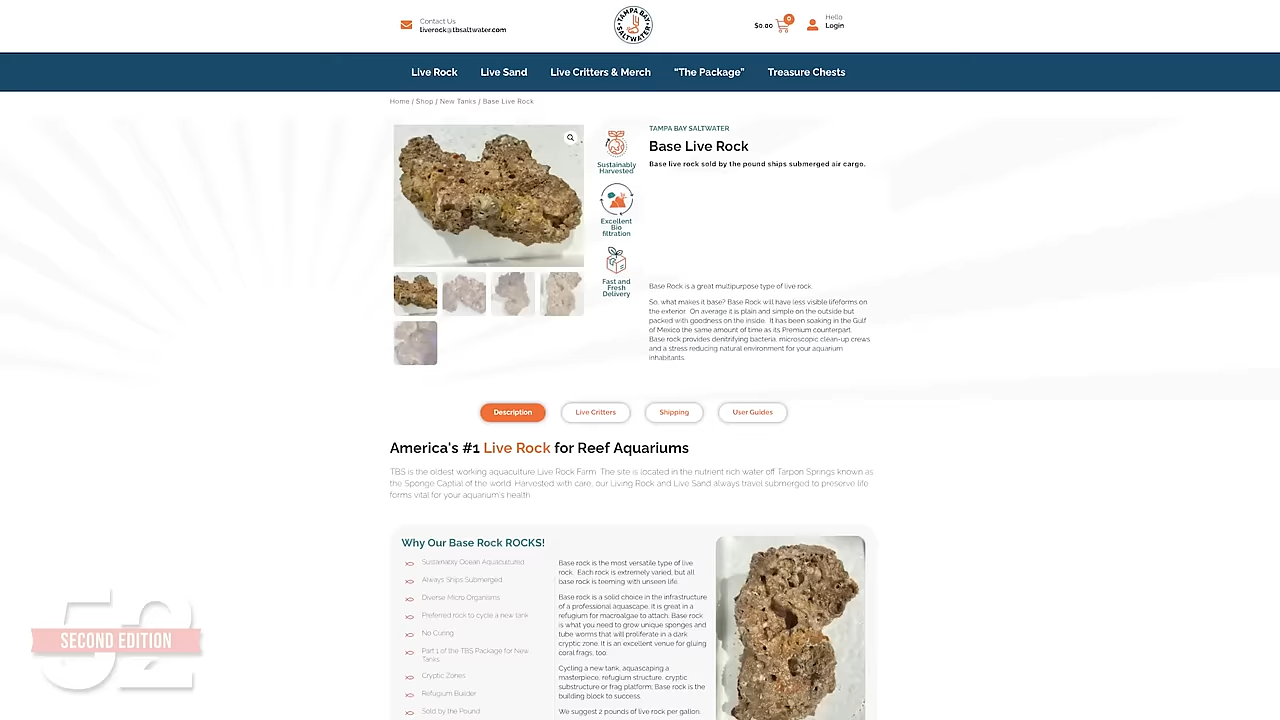 Contact Us
liverock@tbsaltwater.com
TAMPA BAY
SALTWATER
$0.00
0
Hello
Login
Live Rock
Live Sand
Live Critters & Merch
"The Package"
Treasure Chests
Home / Shop / New Tanks / Base Live Rock
Sustainably
Harvested
Excellent
Bio
filtration
Fast and
Fresh
Delivery
TAMPA BAY SALTWATER
Base Live Rock
Base live rock sold by the pound ships submerged air cargo.
Base Rock is a great multipurpose type of live rock.
So, what makes it base? Base Rock will have less visible lifeforms on
the exterior. On average it is plain and simple on the outside but
packed with goodness on the inside. It has been soaking in the Gulf
of Mexico the same amount of time as its Premium counterpart.
Base rock provides denitrifying bacteria, microscopic clean-up crews
and a stress reducing natural environment for your aquarium
inhabitants.
Description
Live Critters
Shipping
User Guides
America's #1 Live Rock for Reef Aquariums
TBS is the oldest working aquaculture Live Rock Farm. The site is located in the nutrient rich water off Tarpon Springs known as
the Sponge Captial of the world. Harvested with care, our Living Rock and Live Sand always travel submerged to preserve life
forms vital for your aquarium's health
Why Our Base Rock ROCKS!
Sustainably Ocean Aquacultured
Always Ships Submerged
Diverse Micro Organisms
Preferred rock to cycle a new tank
No Curing
Part 1 of the TBS Package for New
Tanks
Cryptic Zones
Refugium Builder
Sold by the Pound
Base rock is the most versatile type of live
rock. Each rock is extremely varied, but all
base rock is teeming with unseen life.
Base rock is a solid choice in the infrastructure
of a professional aquascape. It is great in a
refugium for macroalgae to attach. Base rock
is what you need to grow unique sponges and
tube worms that will proliferate in a dark
cryptic zone. It is an excellent venue for gluing
coral frags, too.
Cycling a new tank, aquascaping a
masterpiece, refugium structure, cryptic
substructure or frag platform, Base rock is the
building block to success.
We suggest 2 pounds of live rock per gallon.
52
SECOND EDITION